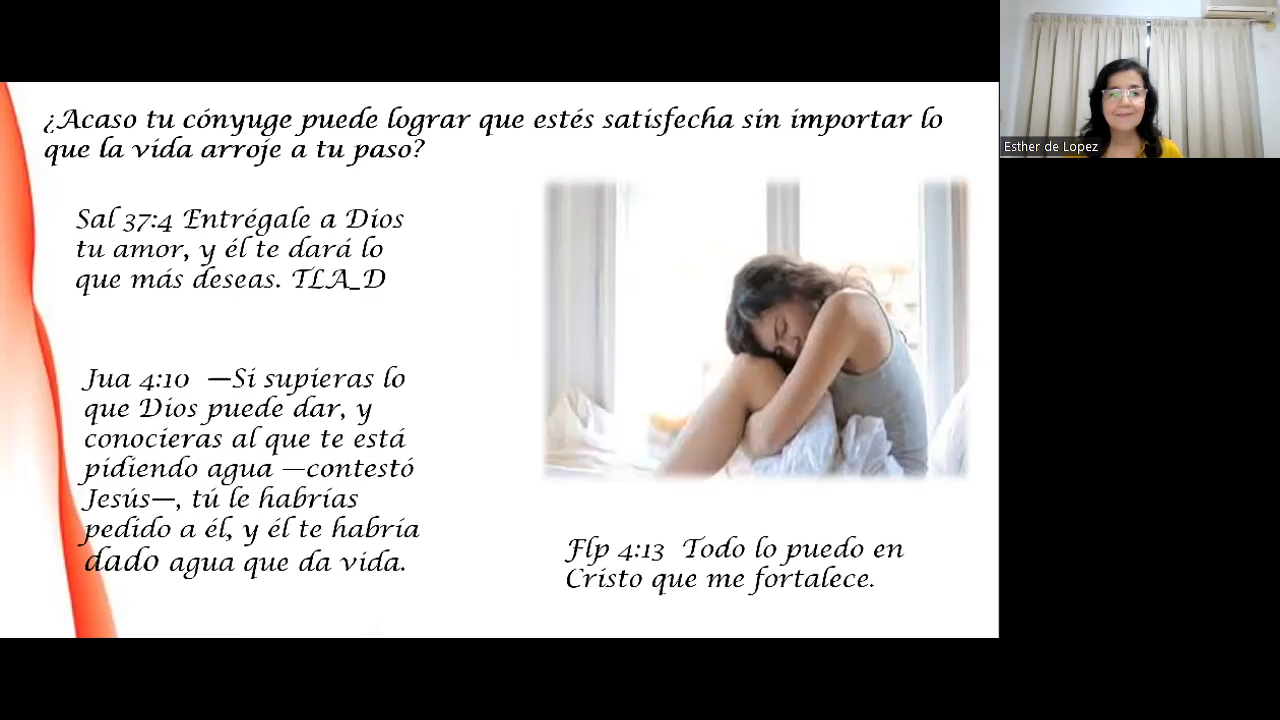 ¿Acaso tu cónyuge puede lograr que estés satisfecha sin importar lo
que la vida arroje a tu paso?
Sal 37:4 Entrégale a Dios
tu amor, y él te dará lo
que más deseas. TLA_D
Jua 4:10 —Si supieras lo
que Dios puede dar, y
conocieras al que te está
pidiendo agua —contestó
Jesús—, tú le habrías
pedido a él, y él te habría
dado agua que da vida.
Flp 4:13 Todo lo puedo en
Cristo que me fortalece.
Esther de Lopez